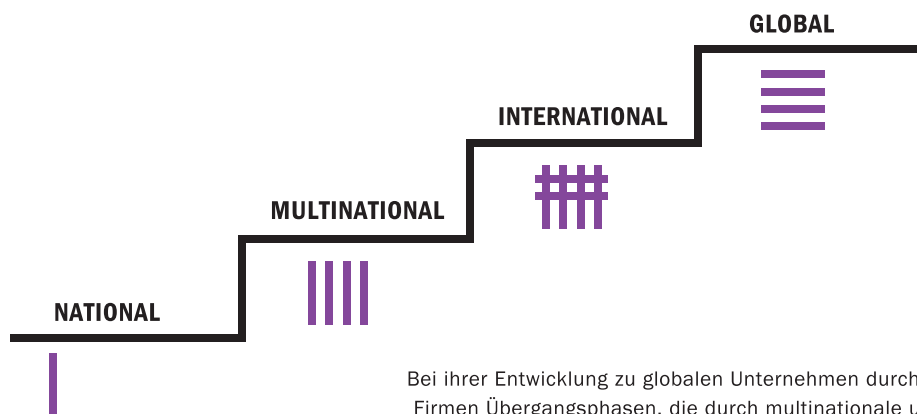 GLOBAL
INTERNATIONAL
MULTINATIONAL
NATIONAL
Bei ihrer Entwicklung zu globalen Unternehmen durch
Firmen Übergangsphasen, die durch multinationale u